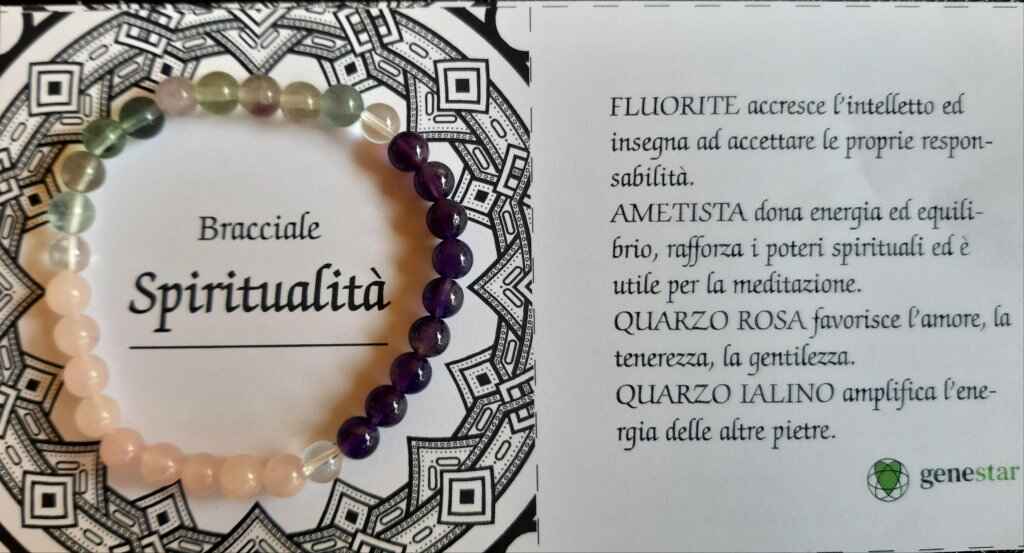 Bracciale
Spiritualità
FLUORITE accresce l'intelletto ed
insegna ad accettare le proprie respon-
sabilità.
AMETISTA dona energia ed equili-
brio, rafforza i poteri spirituali ed è
utile per la meditazione.
QUARZO ROSA favorisce l'amore, la
tenerezza, la gentilezza.
QUARZO IALINO amplifica l'ene-
rgia delle altre pietre.
genestar